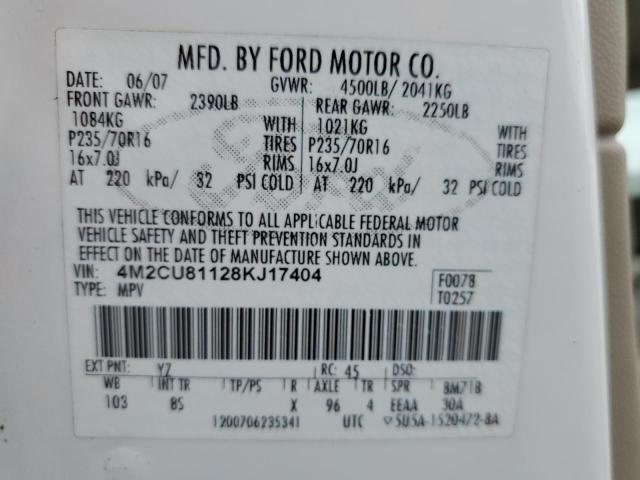 MFD. BY FORD MOTOR CO.
DATE: 06/07 GVWR: 4500LB/ 2041KG
FRONT GAWR: 2390LB REAR GAWR: 2250LB
1084KG WITH 1021KG WITH
P235/70R16 TIRES P235/70R16 TIRES
16x7.0J RIMS 16x7.0J RIMS
AT 220 kPa/ 32 PSI COLD AT 220 kPa/ 32 PSI COLD
THIS VEHICLE CONFORMS TO ALL APPLICABLE FEDERAL MOTOR
VEHICLE SAFETY AND THEFT PREVENTION STANDARDS IN
EFFECT ON THE DATE OF MANUFACTURE SHOWN ABOVE.
VIN: 4M2CU81128KJ17404 F0078
TYPE: MPV T0257
EXT PNT: YZ RC: 45 DSO:
WB INT TR TP/PS R AXLE TR SPR 8M71B
103 8S X 96 4 EEAA 30A
1200706235341 UTC 5U5A-1520472-BA